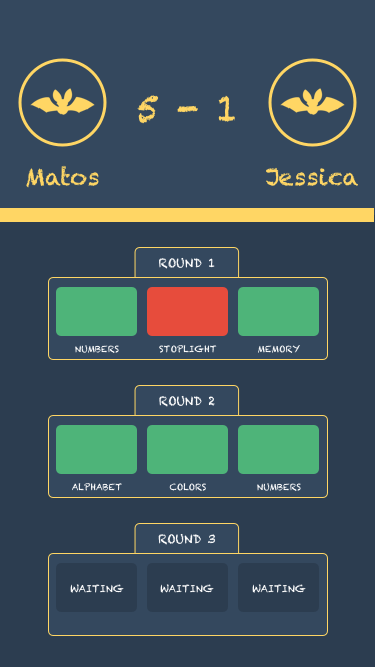 5 - 1
Matos
Jessica
ROUND 1
NUMBERS
STOPLIGHT
MEMORY
ROUND 2
ALPHABET
COLORS
NUMBERS
ROUND 3
WAITING
WAITING
WAITING